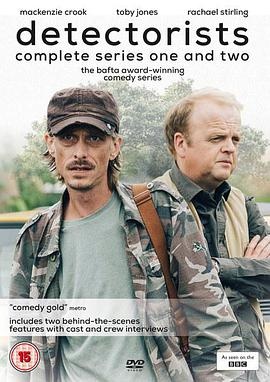 mackenzie crook toby jones rachael stirling
detectorists
complete series one and two
the bafta award-winning
comedy series
"comedy gold" metro
includes two behind-the-scenes
features with cast and crew interviews
15
DVD
VIDEO
As seen on the
BBC